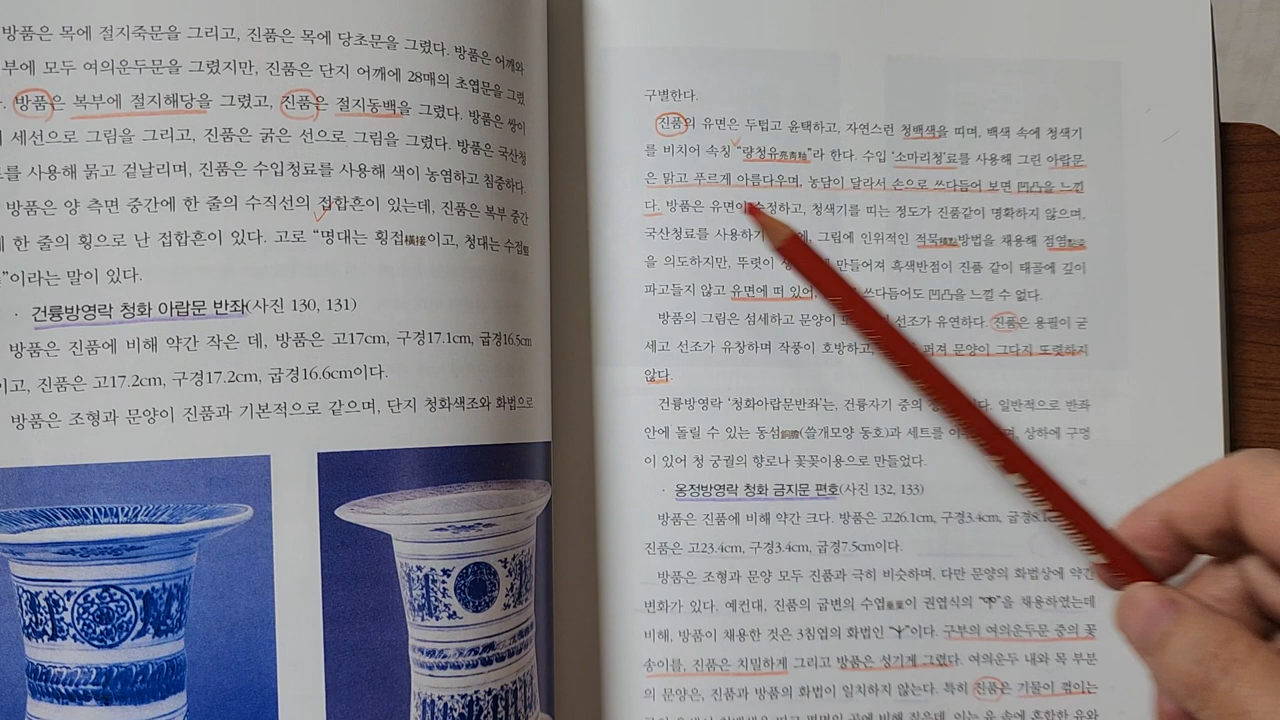 방품은 목에 절지죽문을 그리고, 진품은 목에 당초문을 그렸다. 방품은 어깨와
부에 모두 여의운두문을 그렸지만, 진품은 단지 어깨에 28매의 초엽문을 그렸
방품은 복부에 절지해당을 그렸고, 진품은 절지동백을 그렸다. 방품은 쌍이
세선으로 그림을 그리고, 진품은 굵은 선으로 그림을 그렸다. 방품은 국산청
를 사용해 묽고 겉날리며, 진품은 수입청료를 사용해 색이 농염하고 침중하다.
방품은 양 측면 중간에 한 줄의 수직선의 접합흔이 있는데, 진품은 복부 중간
한 줄의 횡으로 난 접합흔이 있다. 고로 “명대는 횡접橫接이고, 청대는 수접
”이라는 말이 있다.
· 건륭방영락 청화 아랍문 반좌(사진 130, 131)
방품은 진품에 비해 약간 작은 데, 방품은 고17cm, 구경17.1cm, 굽경16.5cm
이고, 진품은 고17.2cm, 구경17.2cm, 굽경16.6cm이다.
방품은 조형과 문양이 진품과 기본적으로 같으며, 단지 청화색조와 화법으로
구별한다.
진품의 유면은 두텁고 윤택하고, 자연스런 청백색을 띠며, 백색 속에 청색기
를 비치어 속칭 “량청유亮靑釉”라 한다. 수입 ‘소마리청’료를 사용해 그린 아랍문
은 맑고 푸르게 아름다우며, 농담이 달라서 손으로 쓰다듬어 보면 凹凸을 느낀
다. 방품은 유면이 수정하고, 청색기를 띠는 정도가 진품같이 명확하지 않으며,
국산청료를 사용하기 그림에 인위적인 적묵방법을 채용해 점염
을 의도하지만, 뚜렷이 만들어져 흑색반점이 진품 같이 태골에 깊이
파고들지 않고 유면에 떠 있어, 쓰다듬어도 凹凸을 느낄 수 없다.
방품의 그림은 섬세하고 문양이 선조가 유연하다. 진품은 용필이 굳
세고 선조가 유창하며 작풍이 호방하고, 퍼져 문양이 그다지 또렷하지
않다.
건륭방영락 ‘청화아랍문반좌’는, 건륭자기 중의 일반적으로 반좌
안에 돌릴 수 있는 동섬(쓸개모양 동호)과 세트를 상하에 구멍
이 있어 청 궁궐의 향로나 꽃꽂이용으로 만들었다.
· 옹정방영락 청화 금지문 편호(사진 132, 133)
방품은 진품에 비해 약간 크다. 방품은 고26.1cm, 구경3.4cm,
진품은 고23.4cm, 구경3.4cm, 굽경7.5cm이다.
방품은 조형과 문양 모두 진품과 극히 비슷하며, 다만 문양의 화법상에 약간
변화가 있다. 예컨대, 진품의 굽변의 수엽垂葉이 권엽식의 “ ”을 채용하였는데
비해, 방품이 채용한 것은 3침엽의 화법인 “ ”이다. 구부의 여의운두문 중의 꽃
송이를, 진품은 치밀하게 그리고 방품은 성기게 그렸다. 여의운두 내와 목 부분
의 문양은, 진품과 방품의 화법이 일치하지 않는다. 특히 진품은 기물이 꺾이는